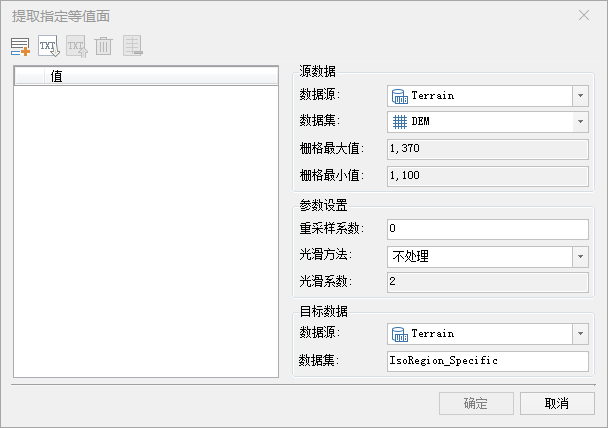 提取指定等值面
TXT TXT
值
源数据
数据源: Terrain
数据集: DEM
栅格最大值: 1,370
栅格最小值: 1,100
参数设置
重采样系数: 0
光滑方法: 不处理
光滑系数: 2
目标数据
数据源: Terrain
数据集: IsoRegion_Specific
确定 取消